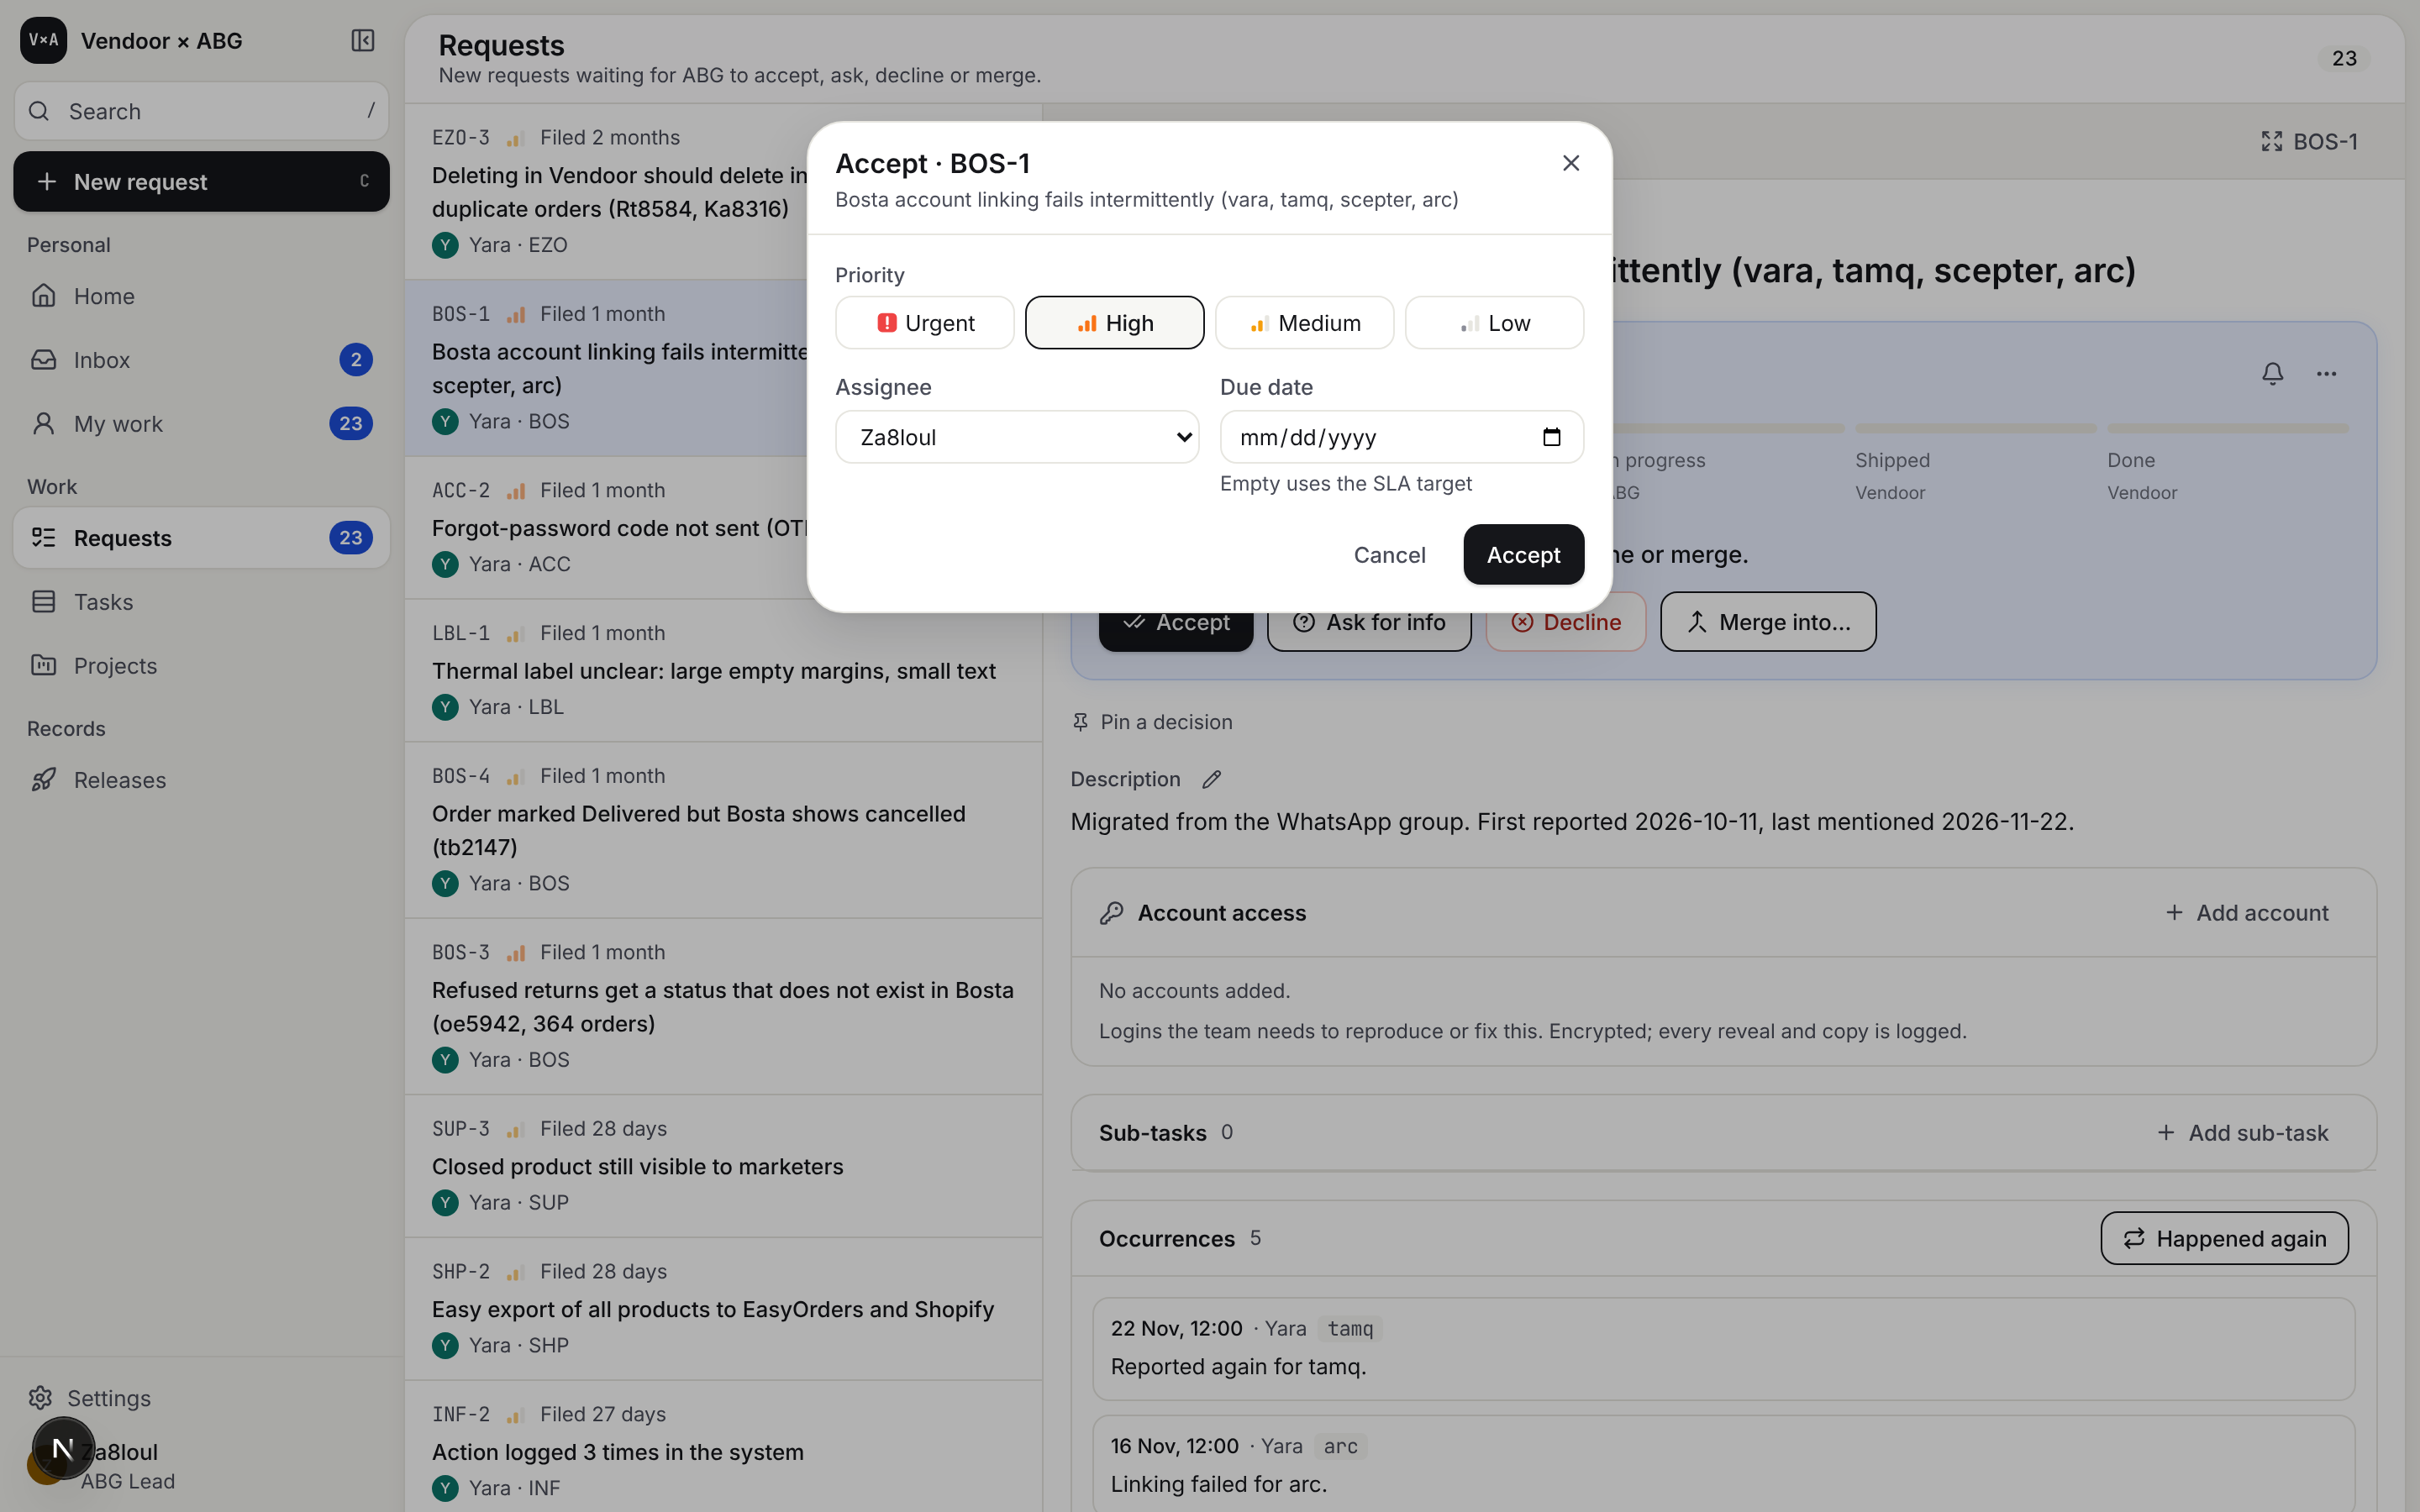 V×A Vendoor × ABG
Search /
New request C
Personal
Home
Inbox 2
My work 23
Work
Requests 23
Tasks
Projects
Records
Releases
Settings
N
Za8loul
ABG Lead
Requests
New requests waiting for ABG to accept, ask, decline or merge.
23
EZO-3 Filed 2 months
Deleting in Vendoor should delete in
duplicate orders (Rt8584, Ka8316)
Y Yara · EZO
BOS-1 Filed 1 month
Bosta account linking fails intermitte
scepter, arc)
Y Yara · BOS
ACC-2 Filed 1 month
Forgot-password code not sent (OT
Y Yara · ACC
LBL-1 Filed 1 month
Thermal label unclear: large empty margins, small text
Y Yara · LBL
BOS-4 Filed 1 month
Order marked Delivered but Bosta shows cancelled
(tb2147)
Y Yara · BOS
BOS-3 Filed 1 month
Refused returns get a status that does not exist in Bosta
(oe5942, 364 orders)
Y Yara · BOS
SUP-3 Filed 28 days
Closed product still visible to marketers
Y Yara · SUP
SHP-2 Filed 28 days
Easy export of all products to EasyOrders and Shopify
Y Yara · SHP
INF-2 Filed 27 days
Action logged 3 times in the system
Y Yara · INF
Accept · BOS-1
Bosta account linking fails intermittently (vara, tamq, scepter, arc)
Priority
Urgent High Medium Low
Assignee Due date
Za8loul mm/dd/yyyy
Empty uses the SLA target
Cancel Accept
BOS-1
ittently (vara, tamq, scepter, arc)
progress Shipped Done
BG Vendoor Vendoor
ne or merge.
Accept Ask for info Decline Merge into...
Pin a decision
Description
Migrated from the WhatsApp group. First reported 2026-10-11, last mentioned 2026-11-22.
Account access Add account
No accounts added.
Logins the team needs to reproduce or fix this. Encrypted; every reveal and copy is logged.
Sub-tasks 0 Add sub-task
Occurrences 5 Happened again
22 Nov, 12:00 · Yara tamq
Reported again for tamq.
16 Nov, 12:00 · Yara arc
Linking failed for arc.